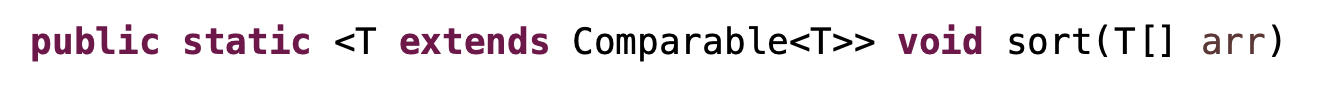 public static <T extends Comparable<T>> void sort(T[] arr)